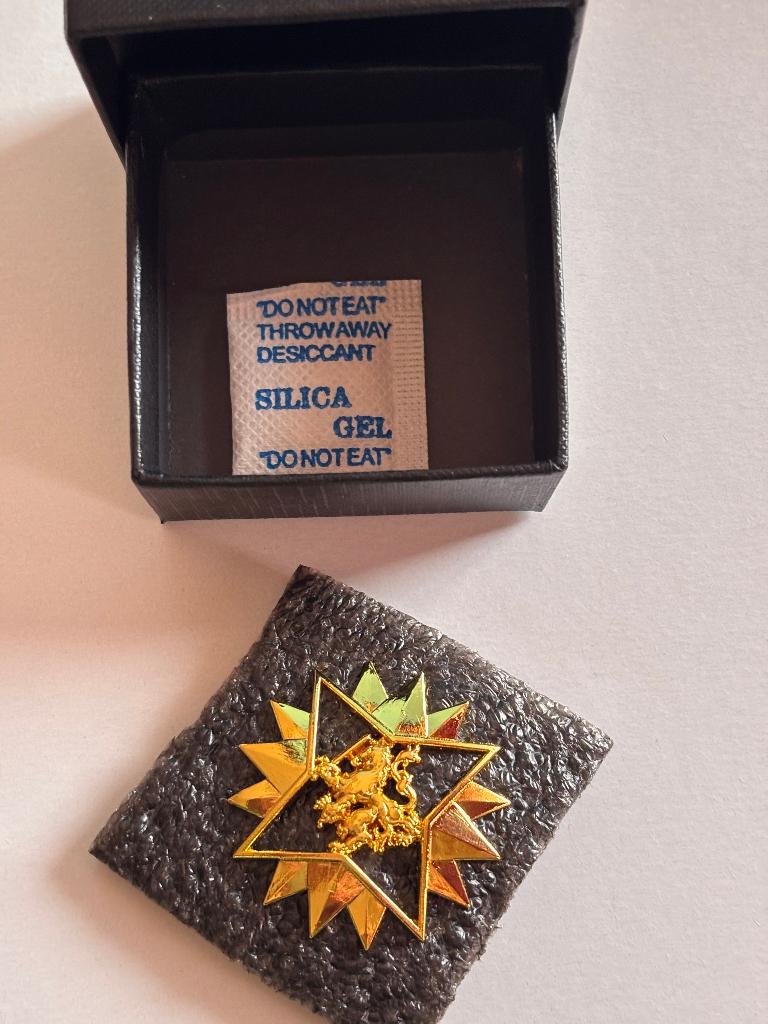 "DO NOT EAT"
THROW AWAY
DESICCANT
SILICA
GEL
"DO NOT EAT"